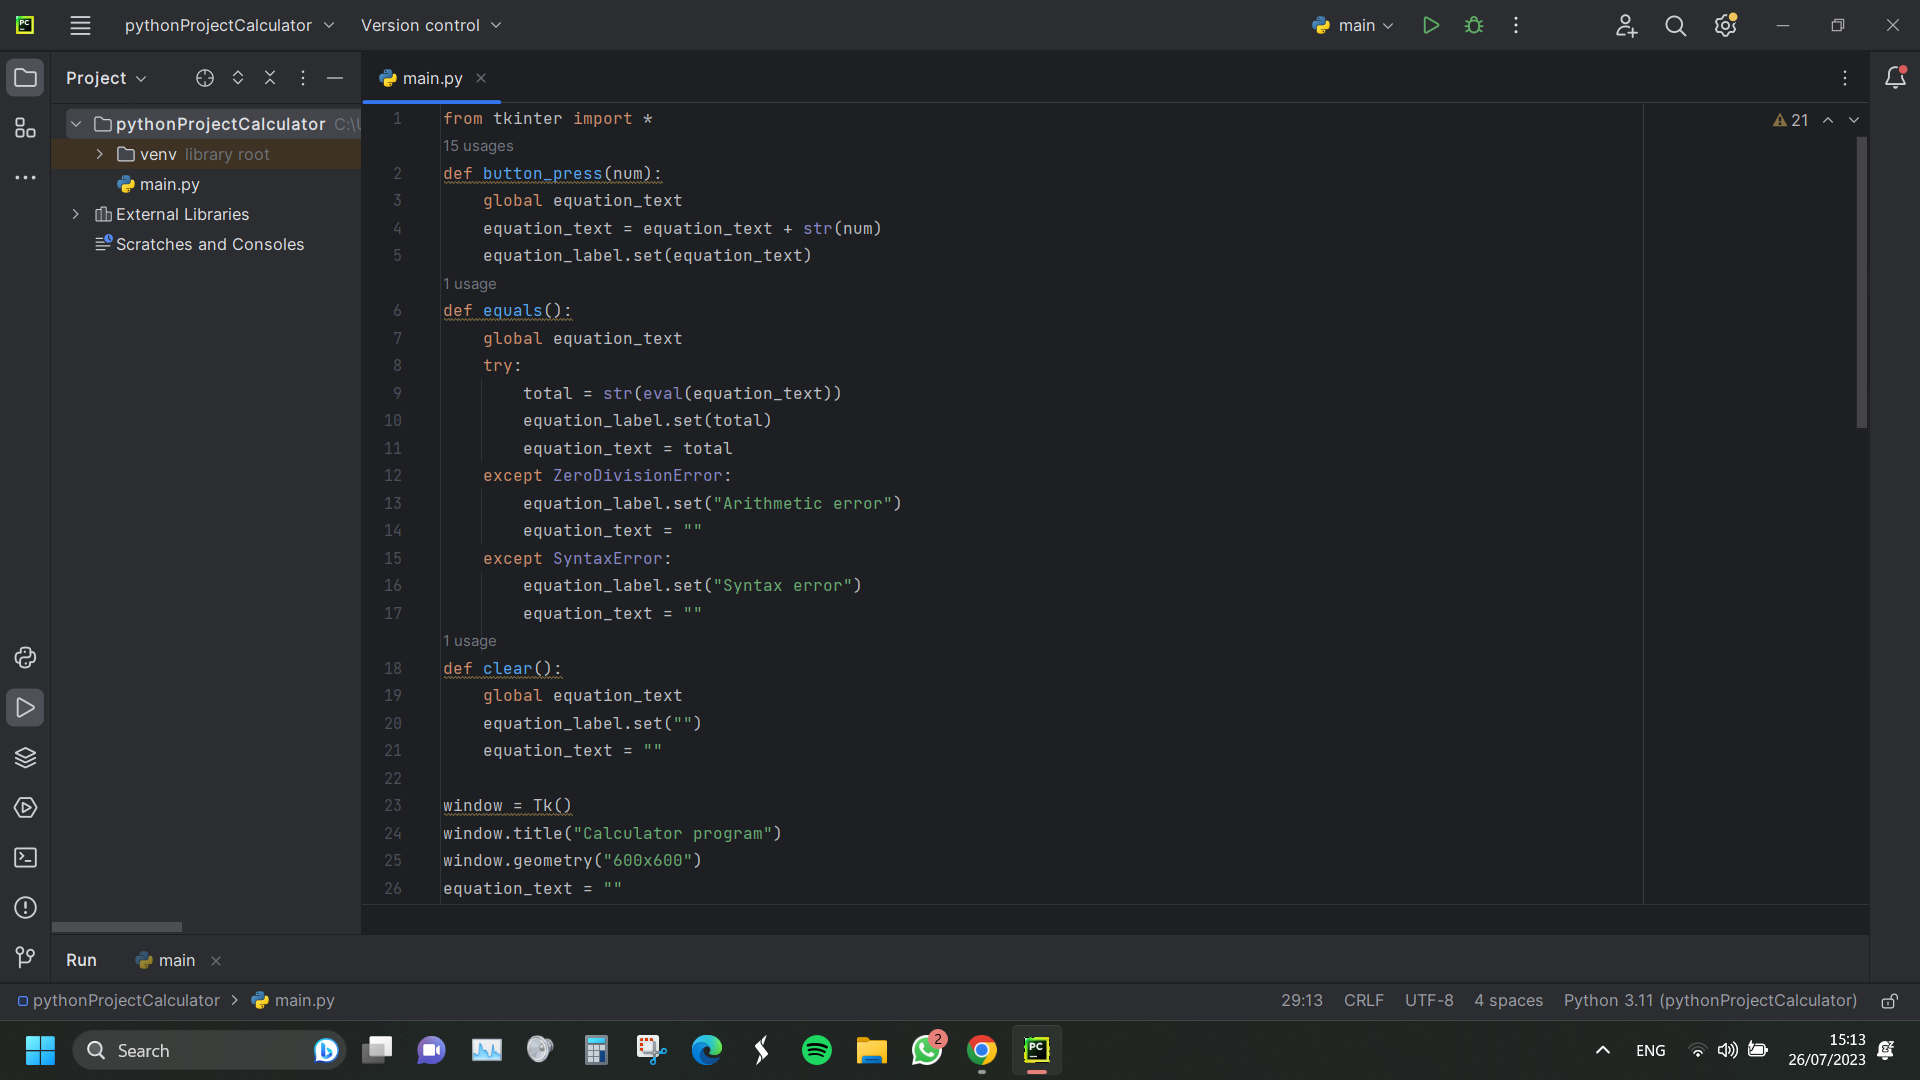 pythonProjectCalculator Version control main
Project
main.py
pythonProjectCalculator C:\U
venv library root
main.py
External Libraries
Scratches and Consoles
21
1 from tkinter import *
15 usages
2 def button_press(num):
3 global equation_text
4 equation_text = equation_text + str(num)
5 equation_label.set(equation_text)
1 usage
6 def equals():
7 global equation_text
8 try:
9 total = str(eval(equation_text))
10 equation_label.set(total)
11 equation_text = total
12 except ZeroDivisionError:
13 equation_label.set("Arithmetic error")
14 equation_text = ""
15 except SyntaxError:
16 equation_label.set("Syntax error")
17 equation_text = ""
1 usage
18 def clear():
19 global equation_text
20 equation_label.set("")
21 equation_text = ""
22
23 window = Tk()
24 window.title("Calculator program")
25 window.geometry("600x600")
26 equation_text = ""
Run main
pythonProjectCalculator main.py 29:13 CRLF UTF-8 4 spaces Python 3.11 (pythonProjectCalculator)
Search 2 PC ENG 15:13
26/07/2023